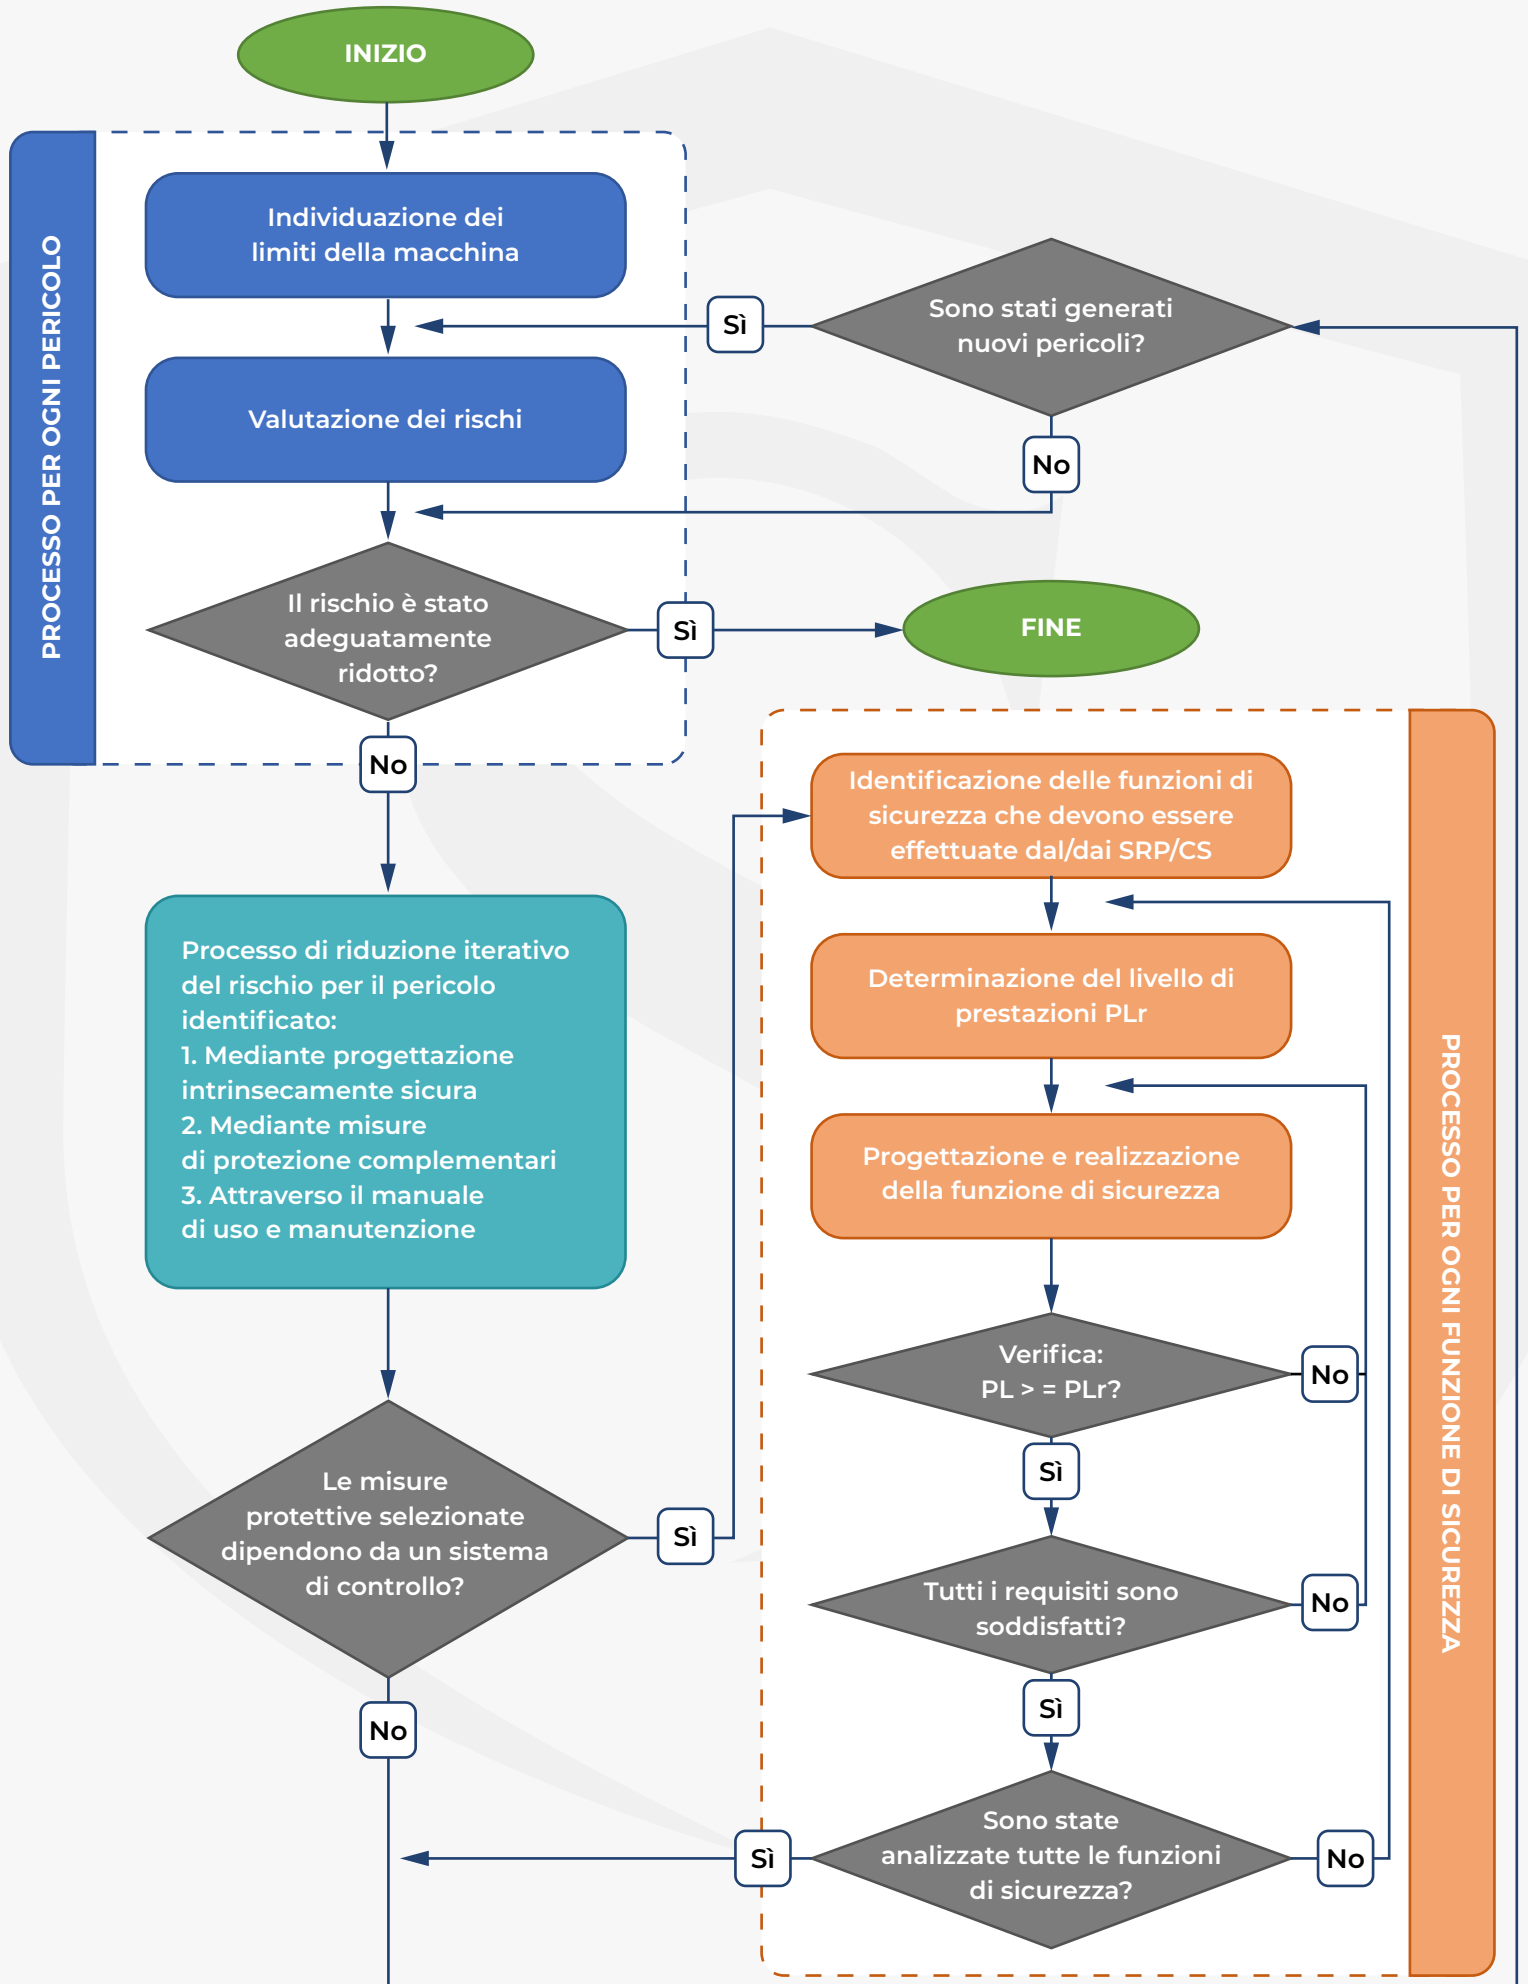 INIZIO
PROCESSO PER OGNI PERICOLO
Individuazione dei
limiti della macchina
Sono stati generati
nuovi pericoli?
Sì
Valutazione dei rischi
No
Il rischio è stato
adeguatamente
ridotto?
Sì
FINE
No
PROCESSO PER OGNI FUNZIONE DI SICUREZZA
Identificazione delle funzioni di
sicurezza che devono essere
effettuate dal/dai SRP/CS
Processo di riduzione iterativo
del rischio per il pericolo
identificato:
1. Mediante progettazione
intrinsecamente sicura
2. Mediante misure
di protezione complementari
3. Attraverso il manuale
di uso e manutenzione
Determinazione del livello di
prestazioni PLr
Progettazione e realizzazione
della funzione di sicurezza
Verifica:
PL > = PLr?
No
Sì
Le misure
protettive selezionate
dipendono da un sistema
di controllo?
Sì
Tutti i requisiti sono
soddisfatti?
No
Sì
No
Sono state
analizzate tutte le funzioni
di sicurezza?
Sì
No